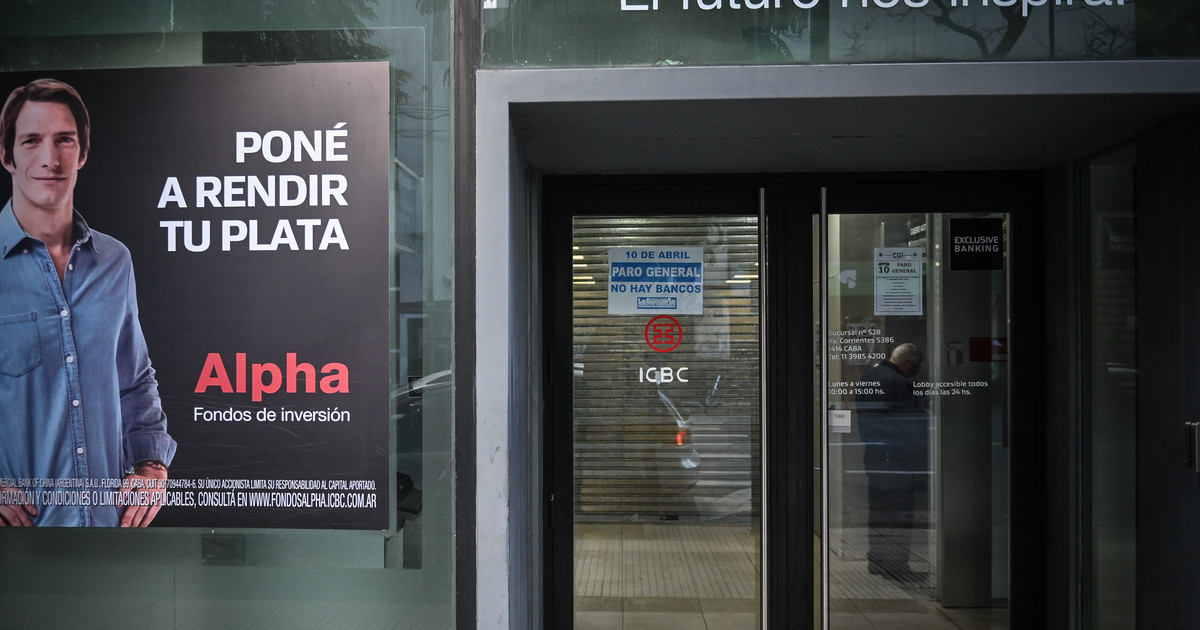 El futuro nos inspira.
PONÉ
A RENDIR
TU PLATA
Alpha
Fondos de inversión
BANK OF CHINA (ARGENTINA) S.A.U., FLORIDA 99, CABA, CUIT 30-70944784-6. SU ÚNICO ACCIONISTA LIMITA SU RESPONSABILIDAD AL CAPITAL APORTADO.
Y CONDICIONES O LIMITACIONES APLICABLES, CONSULTÁ EN WWW.FONDOSALPHA.ICBC.COM.AR
10 DE ABRIL
PARO GENERAL
NO HAY BANCOS
ICBC
CGT
10 PARO
GENERAL
EXCLUSIVE
BANKING
Sucursal nº 528
Av. Corrientes 5386
1414 CABA
Tel: 11 3985 4200
Lunes a viernes
10:00 a 15:00 hs.
Lobby accesible todos
los días las 24 hs.
TIRE